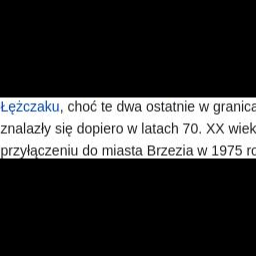 Łężczaku, choć te dwa ostatnie w granica
znalazły się dopiero w latach 70. XX wiek
przyłączeniu do miasta Brzezia w 1975 ro